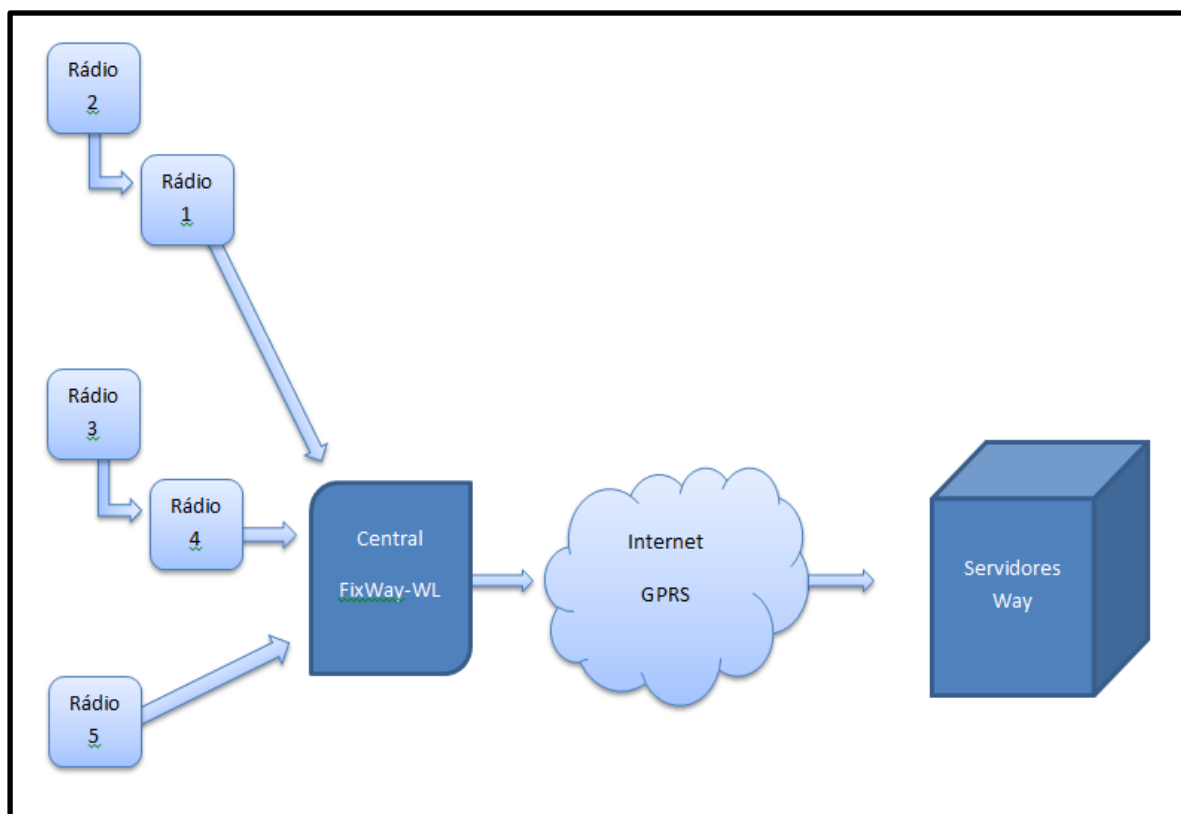 Rádio
2
Rádio
1
Rádio
3
Rádio
4
Rádio
5
Central
FixWay-WL
Internet
GPRS
Servidores
Way